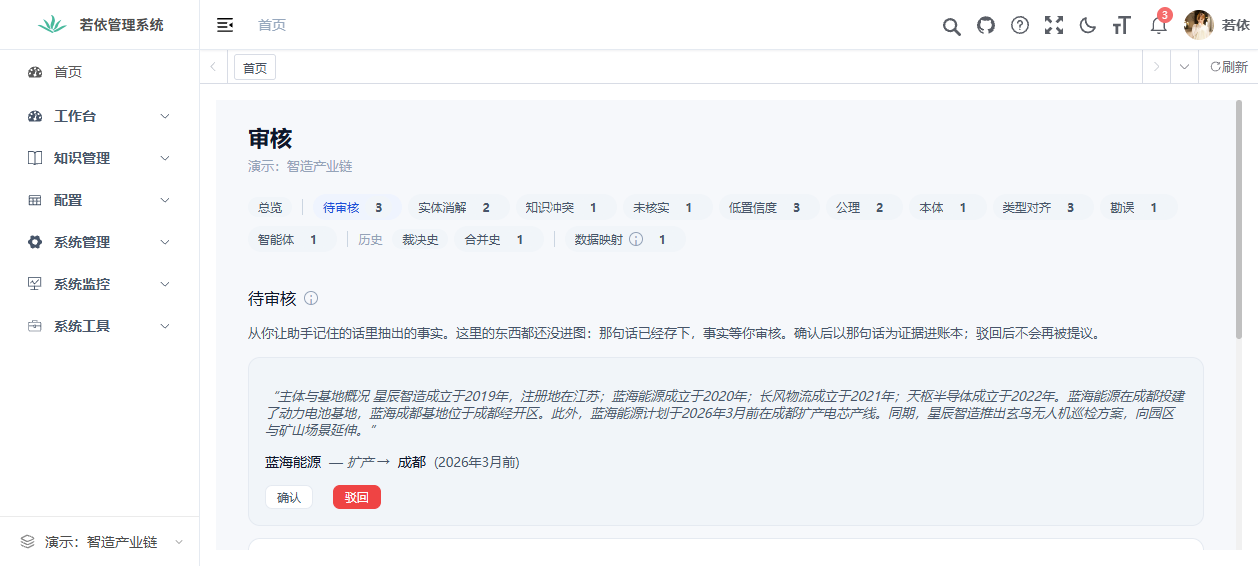 若依管理系统
首页
3
若依
首页
刷新
首页
工作台
知识管理
配置
系统管理
系统监控
系统工具
演示：智造产业链
审核
演示：智造产业链
总览 待审核 3 实体消解 2 知识冲突 1 未核实 1 低置信度 3 公理 2 本体 1 类型对齐 3 勘误 1
智能体 1 历史 裁决史 合并史 1 数据映射 1
待审核
从你让助手记住的话里抽出的事实。这里的东西都还没进图：那句话已经存下，事实等你审核。确认后以那句话为证据进账本；驳回后不会再被提议。
“主体与基地概况 星辰智造成立于2019年，注册地在江苏；蓝海能源成立于2020年；长风物流成立于2021年；天枢半导体成立于2022年。蓝海能源在成都投建
了动力电池基地，蓝海成都基地位于成都经开区。此外，蓝海能源计划于2026年3月前在成都扩产电芯产线。同期，星辰智造推出玄鸟无人机巡检方案，向园区
与矿山场景延伸。”
蓝海能源 — 扩产 → 成都 (2026年3月前)
确认 驳回